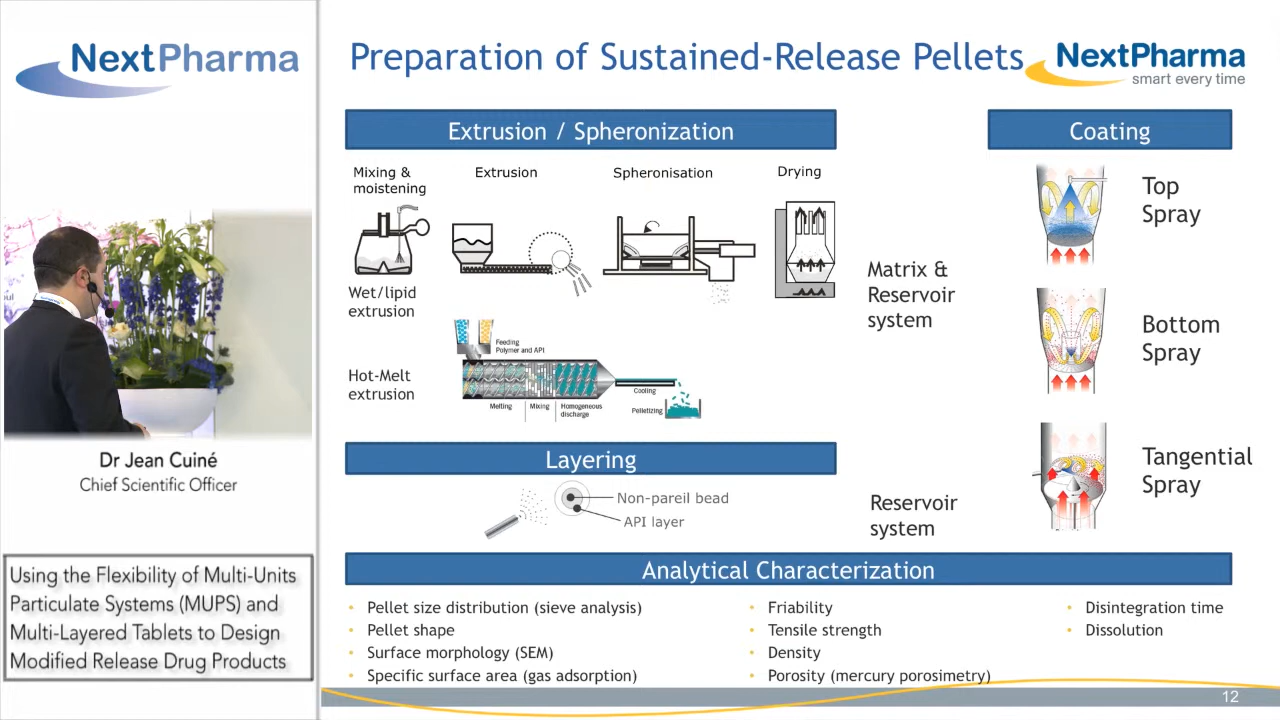 NextPharma
Dr Jean Cuiné
Chief Scientific Officer
Using the Flexibility of Multi-Units
Particulate Systems (MUPS) and
Multi-Layered Tablets to Design
Modified Release Drug Products
Preparation of Sustained-Release Pellets
NextPharma
smart every time
Extrusion / Spheronization
Mixing &
moistening
Extrusion
Spheronisation
Drying
Wet/lipid
extrusion
Feeding
Polymer and API
Hot-Melt
extrusion
Melting
Mixing
Homogeneous
discharge
Cooling
Pelletizing
Matrix &
Reservoir
system
Layering
Non-pareil bead
API layer
Reservoir
system
Coating
Top
Spray
Bottom
Spray
Tangential
Spray
Analytical Characterization
• Pellet size distribution (sieve analysis)
• Pellet shape
• Surface morphology (SEM)
• Specific surface area (gas adsorption)
• Friability
• Tensile strength
• Density
• Porosity (mercury porosimetry)
• Disintegration time
• Dissolution
12